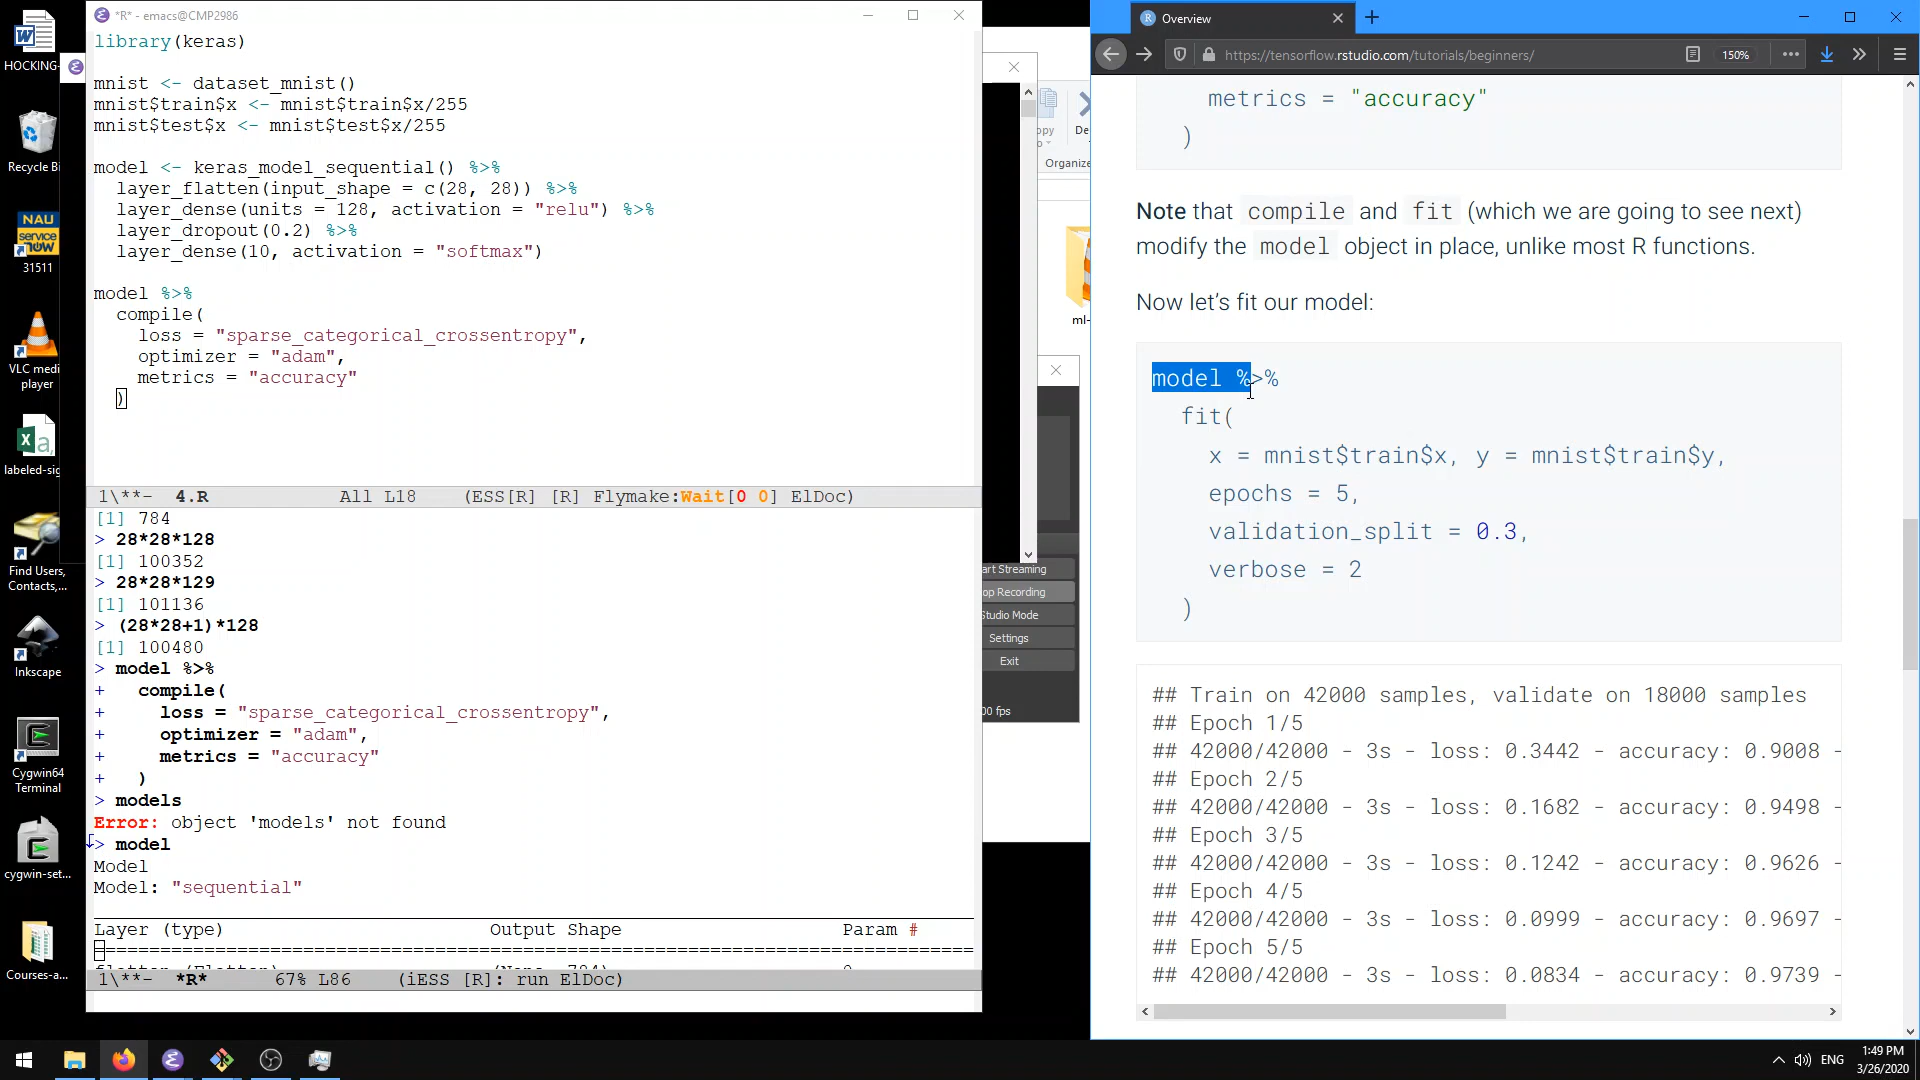 HOCKING-
Recycle Bi
NAU
service
now
31511
VLC medi
player
labeled-sig
Find Users,
Contacts,...
Inkscape
Cygwin64
Terminal
cygwin-set...
Courses-a...
*R* - emacs@CMP2986
library(keras)
mnist <- dataset_mnist()
mnist$train$x <- mnist$train$x/255
mnist$test$x <- mnist$test$x/255
model <- keras_model_sequential() %>%
layer_flatten(input_shape = c(28, 28)) %>%
layer_dense(units = 128, activation = "relu") %>%
layer_dropout(0.2) %>%
layer_dense(10, activation = "softmax")
model %>%
compile(
loss = "sparse_categorical_crossentropy",
optimizer = "adam",
metrics = "accuracy"
)
1\**- 4.R All L18 (ESS[R] [R] Flymake:Wait[0 0] ElDoc)
[1] 784
> 28*28*128
[1] 100352
> 28*28*129
[1] 101136
> (28*28+1)*128
[1] 100480
> model %>%
+ compile(
+ loss = "sparse_categorical_crossentropy",
+ optimizer = "adam",
+ metrics = "accuracy"
+ )
> models
Error: object 'models' not found
> model
Model
Model: "sequential"
Layer (type) Output Shape Param #
1\**- *R* 67% L86 (iESS [R]: run ElDoc)
opy
De
Organize
ml-
art Streaming
op Recording
Studio Mode
Settings
Exit
00 fps
Overview
https://tensorflow.rstudio.com/tutorials/beginners/
150%
metrics = "accuracy"
)
Note that compile and fit (which we are going to see next)
modify the model object in place, unlike most R functions.
Now let’s fit our model:
model %>%
fit(
x = mnist$train$x, y = mnist$train$y,
epochs = 5,
validation_split = 0.3,
verbose = 2
)
## Train on 42000 samples, validate on 18000 samples
## Epoch 1/5
## 42000/42000 - 3s - loss: 0.3442 - accuracy: 0.9008 -
## Epoch 2/5
## 42000/42000 - 3s - loss: 0.1682 - accuracy: 0.9498 -
## Epoch 3/5
## 42000/42000 - 3s - loss: 0.1242 - accuracy: 0.9626 -
## Epoch 4/5
## 42000/42000 - 3s - loss: 0.0999 - accuracy: 0.9697 -
## Epoch 5/5
## 42000/42000 - 3s - loss: 0.0834 - accuracy: 0.9739 -
ENG
1:49 PM
3/26/2020